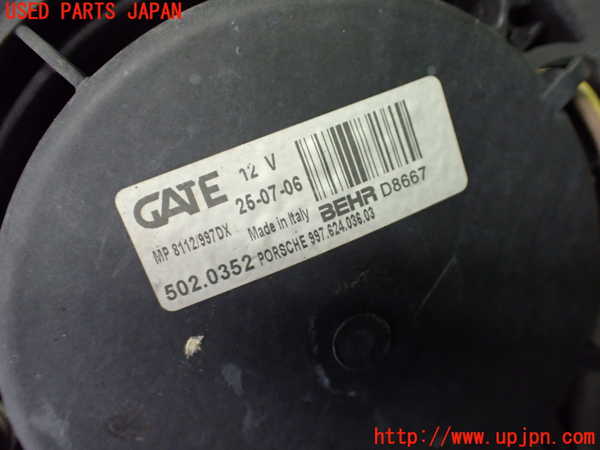 USED PARTS JAPAN
GATE 12 V
25-07-06
D8667
MP 8112/997DX Made in Italy BEHR
502.0352 PORSCHE 997.624.036.03
http://www.upjpn.com